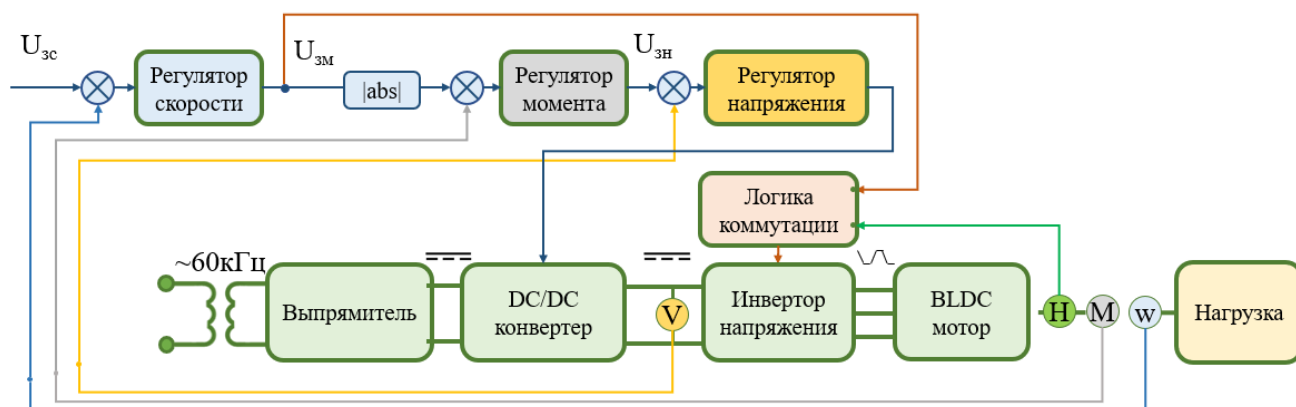 Uзс
Регулятор
скорости
Uзм
|abs|
Регулятор
момента
Uзн
Регулятор
напряжения
Логика
коммутации
~60кГц
Выпрямитель
DC/DC
конвертер
V
Инвертор
напряжения
BLDC
мотор
H
M
w
Нагрузка